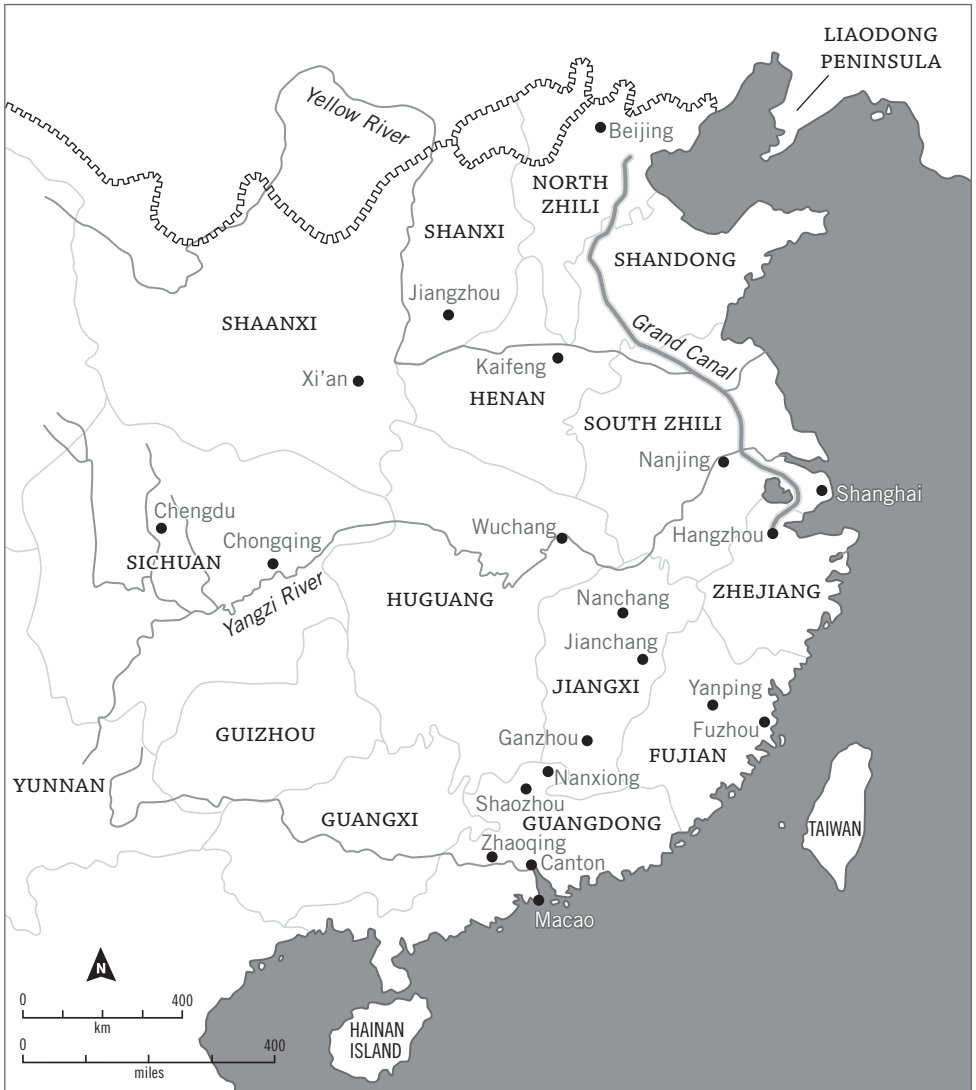 LIAODONG
PENINSULA
Yellow River
Beijing
NORTH
ZHILI
SHANXI
SHANDONG
Jiangzhou
SHAANXI
Grand Canal
Kaifeng
Xi'an
HENAN
SOUTH ZHILI
Nanjing
Shanghai
Chengdu
Wuchang
Hangzhou
Chongqing
SICHUAN
ZHEJIANG
HUGUANG
Nanchang
Yangzi River
Jianchang
JIANGXI
Yanping
Fuzhou
GUIZHOU
Ganzhou
FUJIAN
Nanxiong
YUNNAN
Shaozhou
GUANGXI
GUANGDONG
TAIWAN
Zhaoqing
Canton
Macao
N
0 400
km
HAINAN
ISLAND
0 400
miles